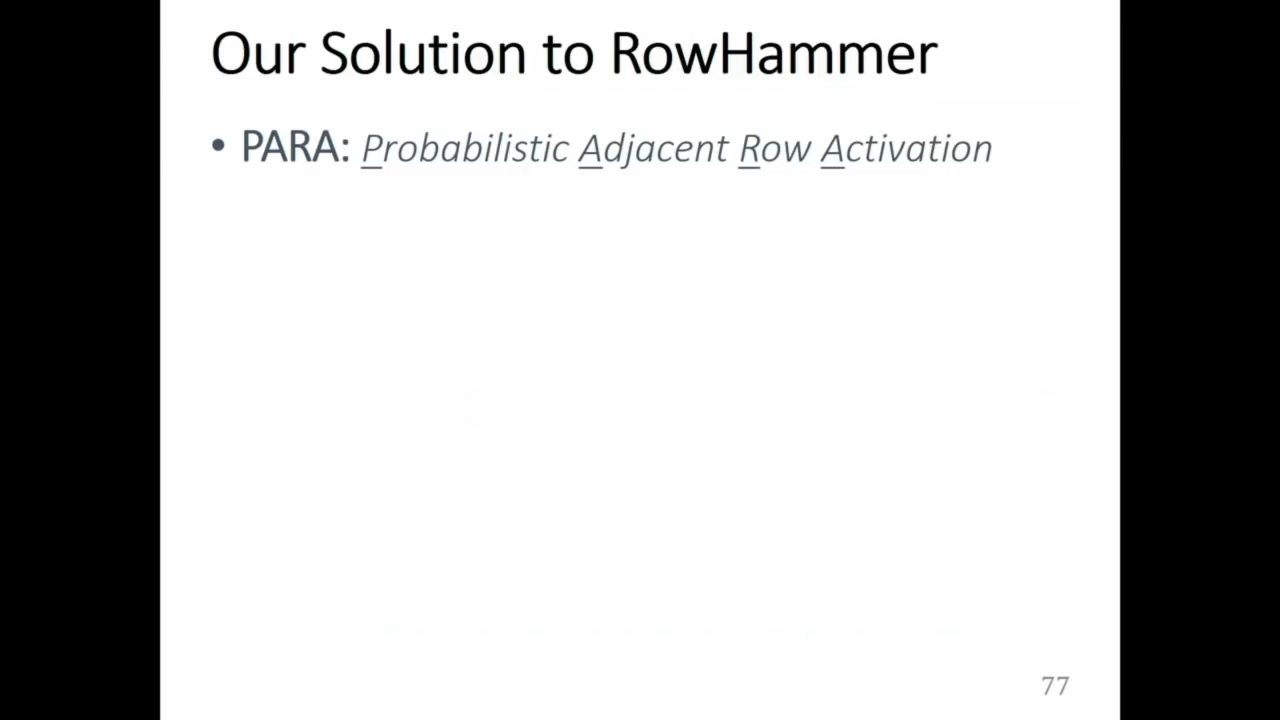 Our Solution to RowHammer
• PARA: Probabilistic Adjacent Row Activation
77